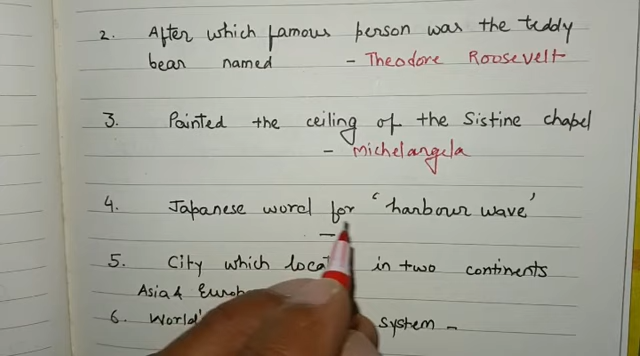 2. After which famous person was the teddy
bear named - Theodore Roosevelt
3. Painted the ceiling of the Sistine chapel
- Michelangela
4. Japanese word for 'harbour wave'
-
5. City which in two continents
Asia &
6. World's system -